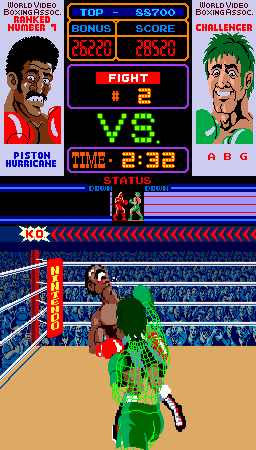 WORLD VIDEO
BOXING ASSOC.
RANKED
NUMBER 1
TOP - 88700
BONUS
SCORE
26220
28520
WORLD VIDEO
BOXING ASSOC.
CHALLENGER
FIGHT
# 2
VS.
PISTON
HURRICANE
TIME· 2:32
A B G
STATUS
DOWN
DOWN
KO
NINTENDO